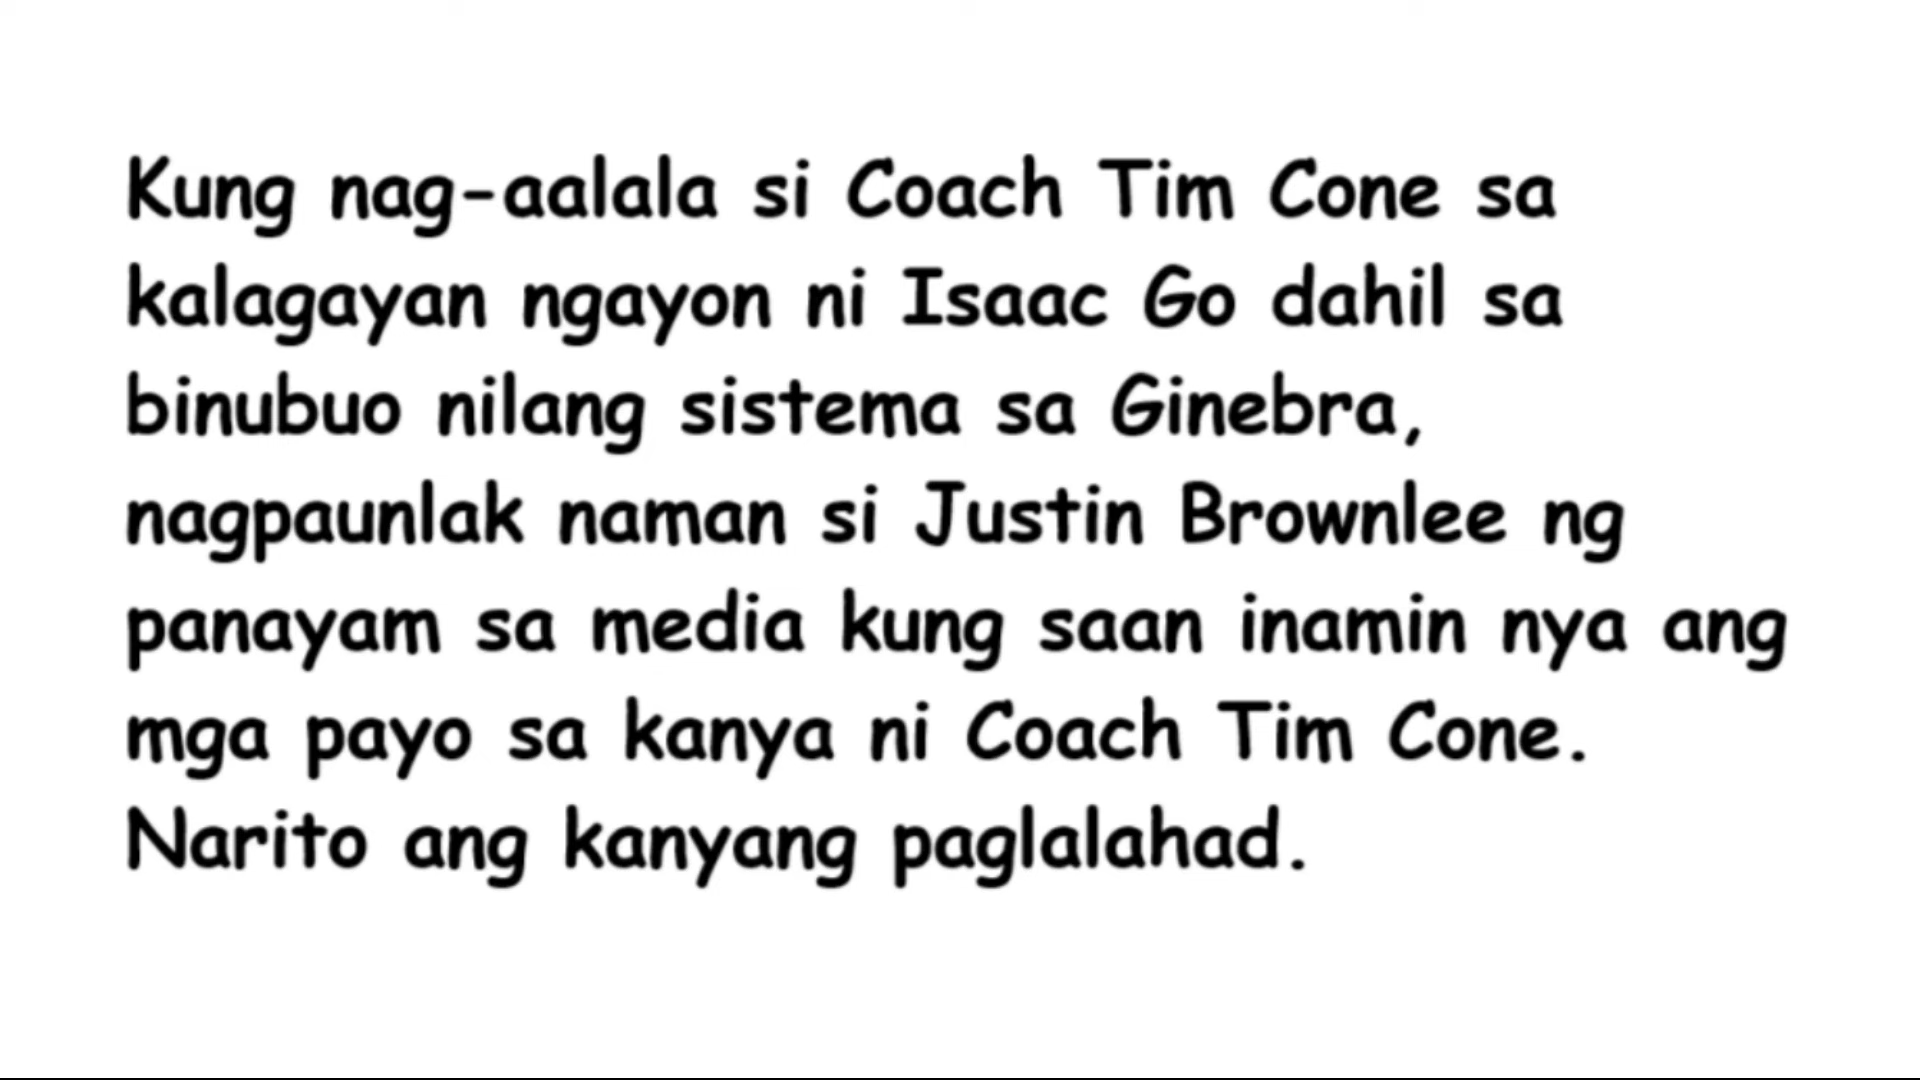 Kung nag-aalala si Coach Tim Cone sa
kalagayan ngayon ni Isaac Go dahil sa
binubuo nilang sistema sa Ginebra,
nagpaunlak naman si Justin Brownlee ng
panayam sa media kung saan inamin nya ang
mga payo sa kanya ni Coach Tim Cone.
Narito ang kanyang paglalahad.